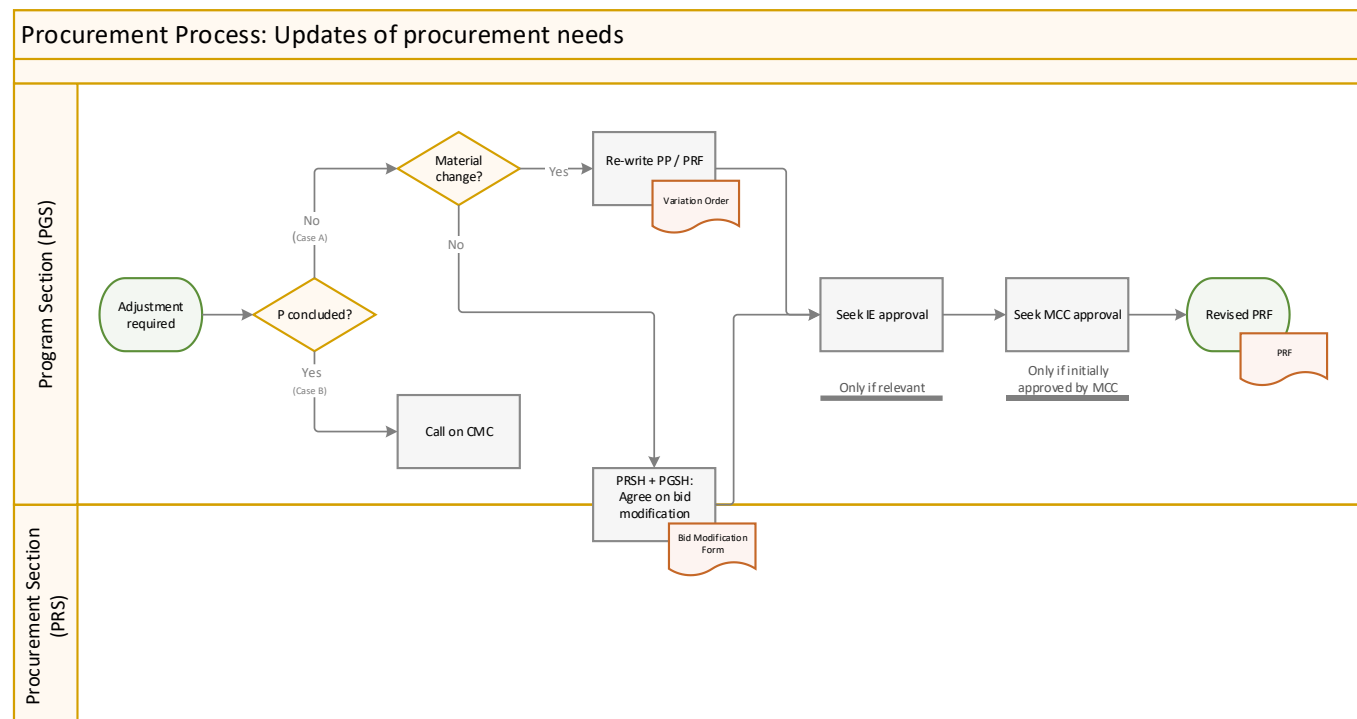 Procurement Process: Updates of procurement needs
Program Section (PGS)
Procurement Section
(PRS)
Adjustment
required
P concluded?
No
(Case A)
Yes
(Case B)
Material
change?
Yes
No
Re-write PP / PRF
Variation Order
Call on CMC
PRSH + PGSH:
Agree on bid
modification
Bid Modification
Form
Seek IE approval
Only if relevant
Seek MCC approval
Only if initially
approved by MCC
Revised PRF
PRF